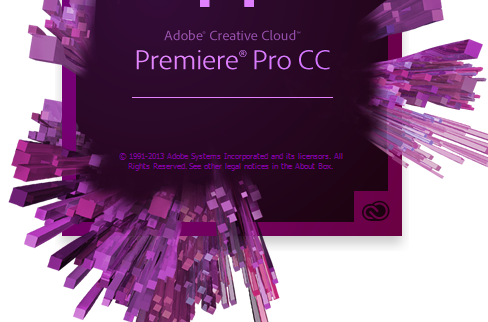 Adobe® Creative Cloud™
Premiere® Pro CC
© 1991-2013 Adobe Systems Incorporated and its licensors. All
Rights Reserved. See other legal notices in the About Box.